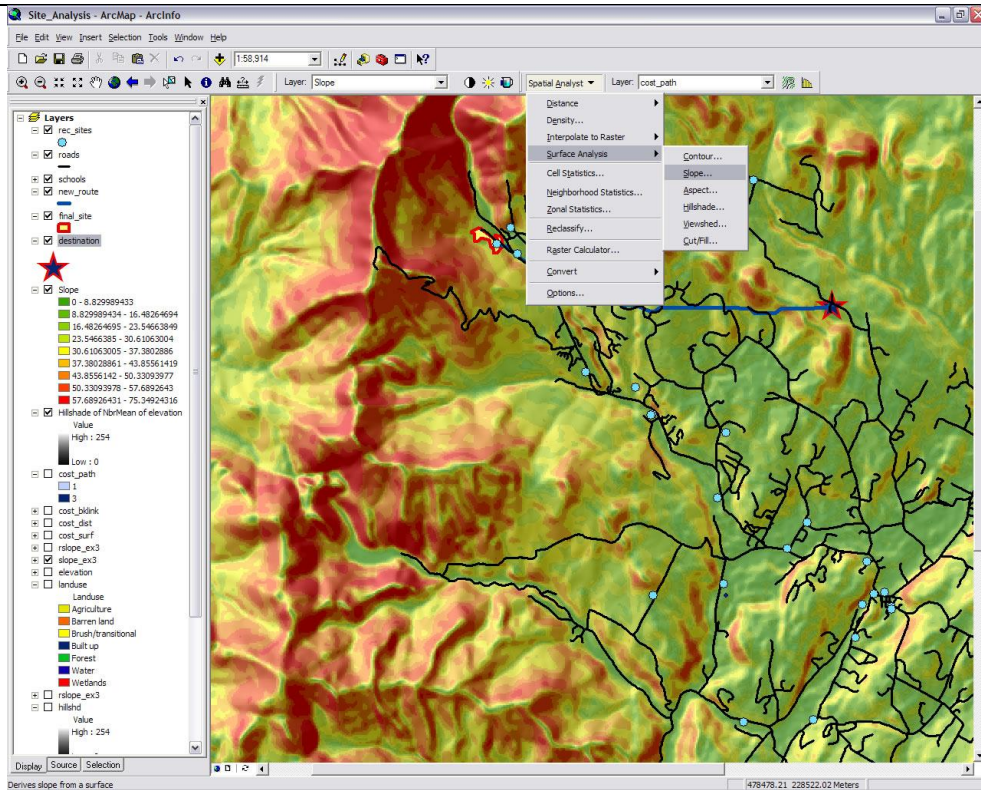 Site_Analysis - ArcMap - ArcInfo
File Edit View Insert Selection Tools Window Help
1:58,914
Layer: Slope
Spatial Analyst
Layer: cost_path
Distance
Density...
Interpolate to Raster
Surface Analysis
Cell Statistics...
Neighborhood Statistics...
Zonal Statistics...
Reclassify...
Raster Calculator...
Convert
Options...
Contour...
Slope...
Aspect...
Hillshade...
Viewshed...
Cut/Fill...
Layers
rec_sites
roads
schools
new_route
final_site
destination
Slope
0 - 8.829989433
8.829989434 - 16.48264694
16.48264695 - 23.54663849
23.5466385 - 30.61063004
30.61063005 - 37.3802886
37.38028861 - 43.85561419
43.8556142 - 50.33093977
50.33093978 - 57.6892643
57.68926431 - 75.34924316
Hillshade of NbrMean of elevation
Value
High : 254
Low : 0
cost_path
1
3
cost_bklink
cost_dist
cost_surf
rslope_ex3
slope_ex3
elevation
landuse
Landuse
Agriculture
Barren land
Brush/transitional
Built up
Forest
Water
Wetlands
rslope_ex3
hillshd
Value
High : 254
Display Source Selection
Derives slope from a surface
478478.21 228522.02 Meters